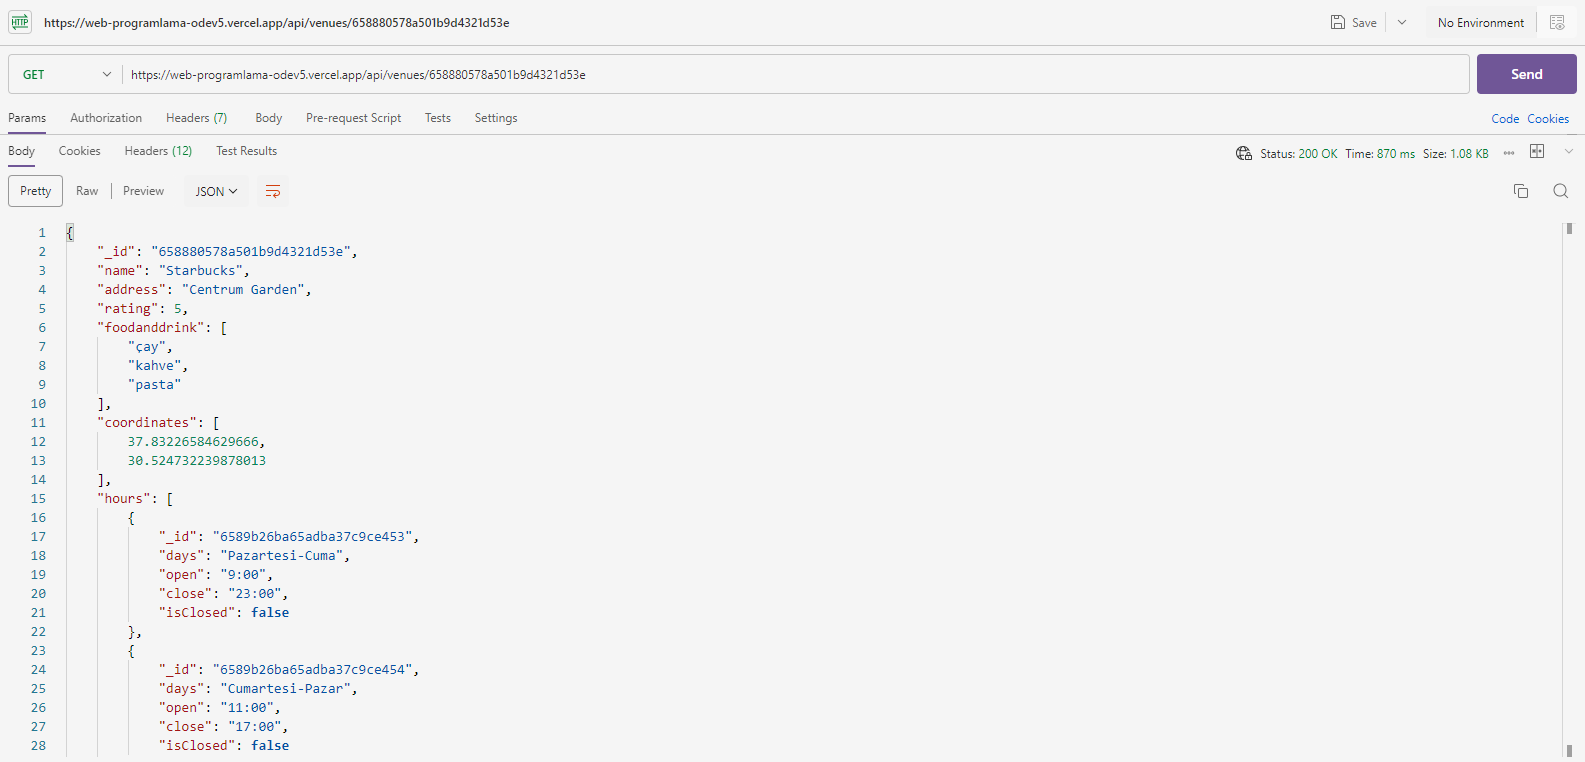 HTTP https://web-programlama-odev5.vercel.app/api/venues/658880578a501b9d4321d53e Save No Environment
GET https://web-programlama-odev5.vercel.app/api/venues/658880578a501b9d4321d53e Send
Params Authorization Headers (7) Body Pre-request Script Tests Settings Code Cookies
Body Cookies Headers (12) Test Results Status: 200 OK Time: 870 ms Size: 1.08 KB
Pretty Raw Preview JSON
1 {
2 "_id": "658880578a501b9d4321d53e",
3 "name": "Starbucks",
4 "address": "Centrum Garden",
5 "rating": 5,
6 "foodanddrink": [
7 "çay",
8 "kahve",
9 "pasta"
10 ],
11 "coordinates": [
12 37.83226584629666,
13 30.524732239878013
14 ],
15 "hours": [
16 {
17 "_id": "6589b26ba65adba37c9ce453",
18 "days": "Pazartesi-Cuma",
19 "open": "9:00",
20 "close": "23:00",
21 "isClosed": false
22 },
23 {
24 "_id": "6589b26ba65adba37c9ce454",
25 "days": "Cumartesi-Pazar",
26 "open": "11:00",
27 "close": "17:00",
28 "isClosed": false